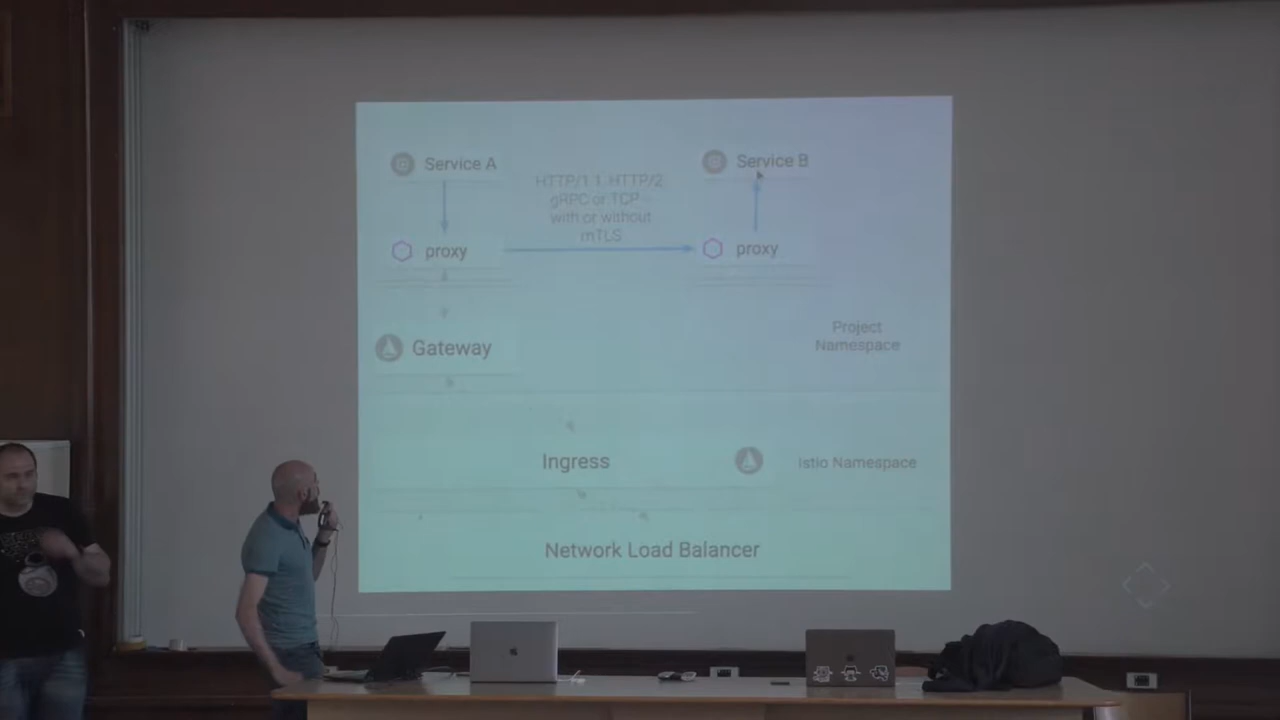 Service A
Service B
HTTP/1.1, HTTP/2
gRPC or TCP -
with or without
mTLS
proxy
proxy
Gateway
Project
Namespace
Ingress
Istio Namespace
Network Load Balancer